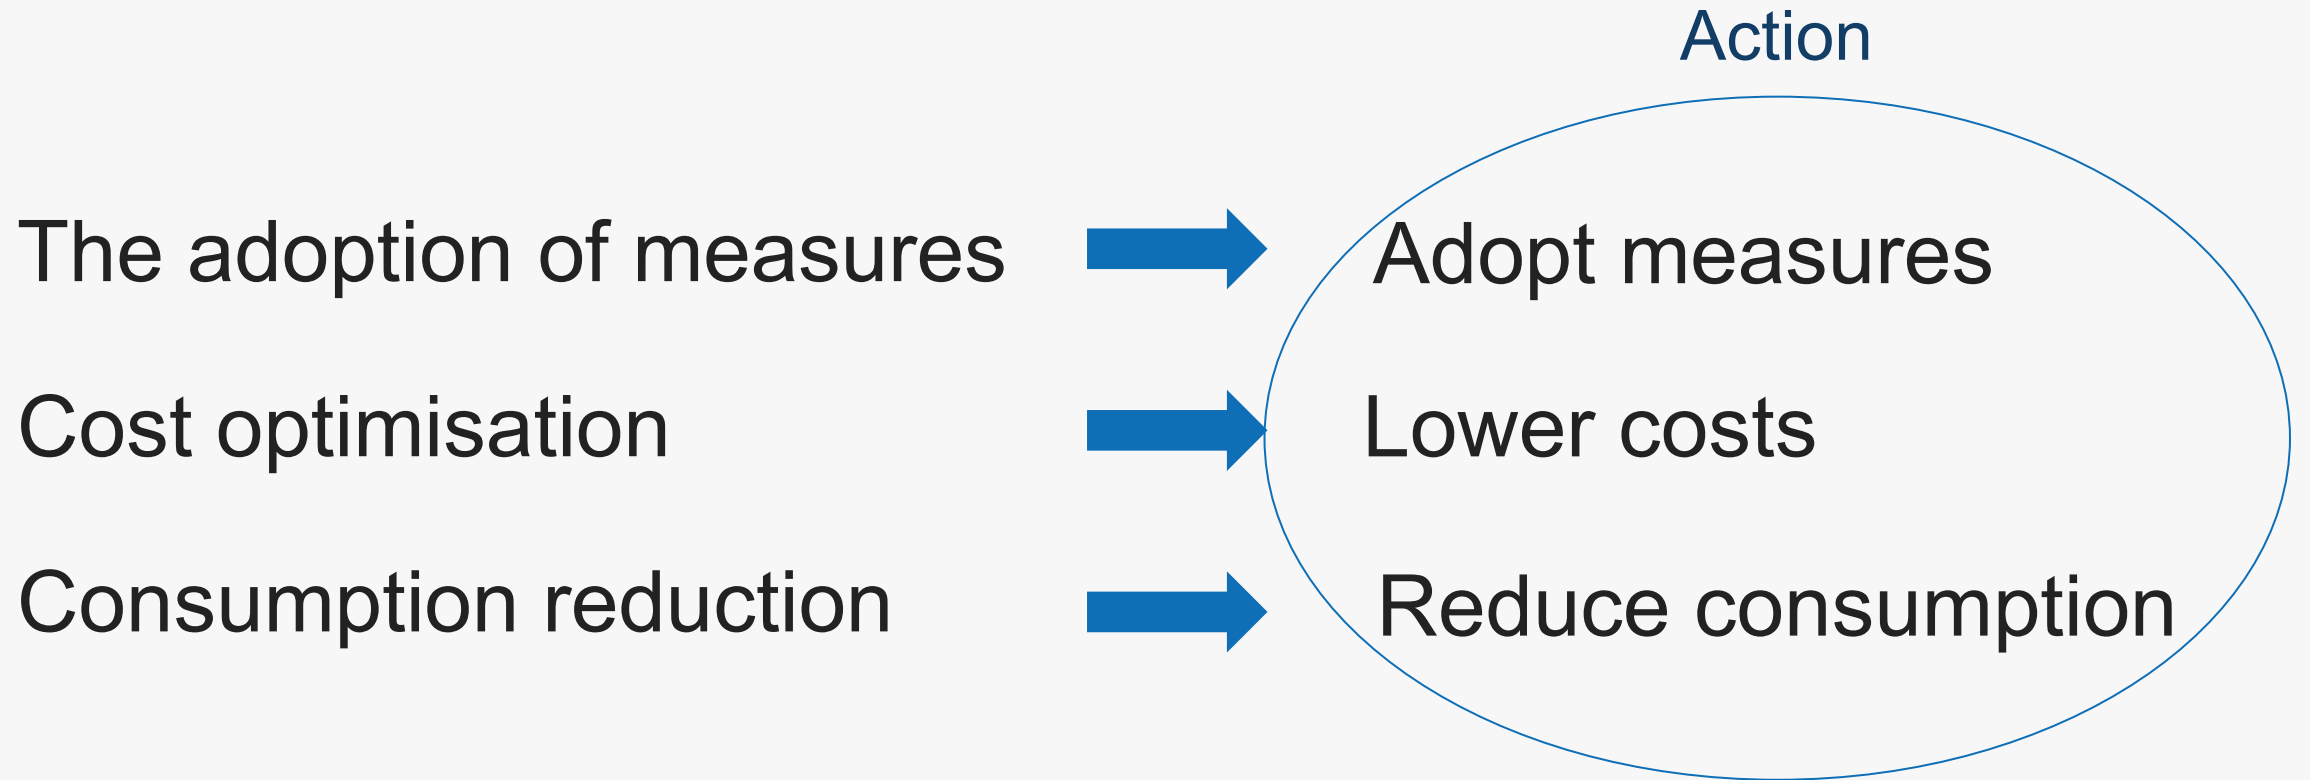 Action
The adoption of measures
Adopt measures
Cost optimisation
Lower costs
Consumption reduction
Reduce consumption